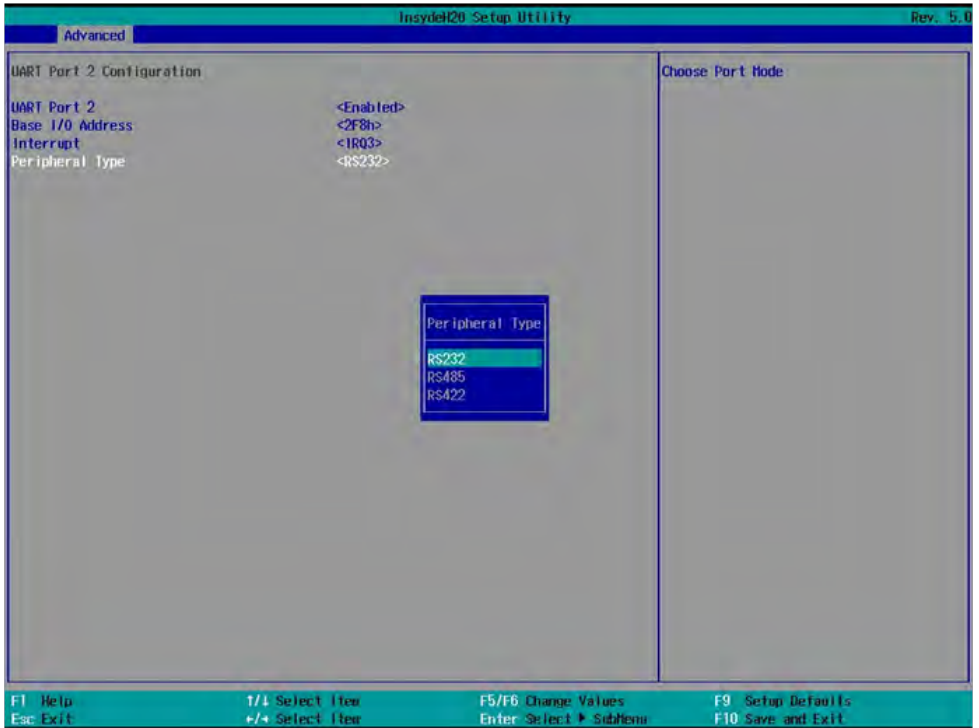 InsydeH20 Setup Utility Rev. 5.0
Advanced
UART Port 2 Configuration
UART Port 2 <Enabled>
Base I/O Address <2F8h>
Interrupt <IRQ3>
Peripheral Type <RS232>
Choose Port Mode
Peripheral Type
RS232
RS485
RS422
F1 Help ↑/↓ Select Item F5/F6 Change Values F9 Setup Defaults
Esc Exit ←/→ Select Item Enter Select ▶ SubMenu F10 Save and Exit